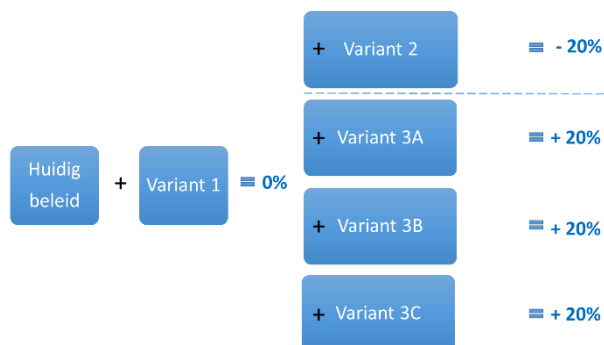 + Variant 2 = - 20%
+ Variant 3A = + 20%
Huidig
beleid
+ Variant 1 = 0%
+ Variant 3B = + 20%
+ Variant 3C = + 20%